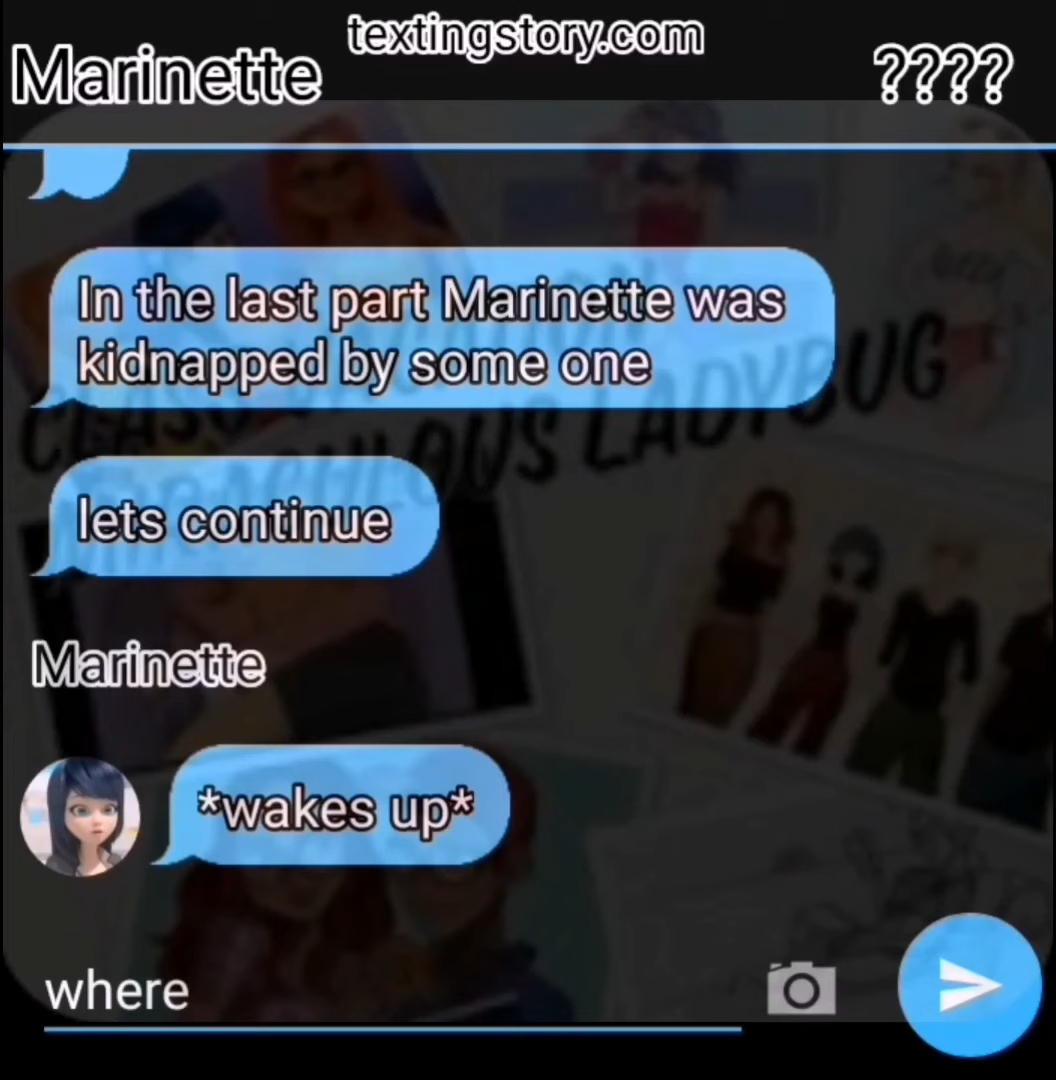 textingstory.com
Marinette
????
In the last part Marinette was
kidnapped by some one
lets continue
LADYBUG
Marinette
*wakes up*
where